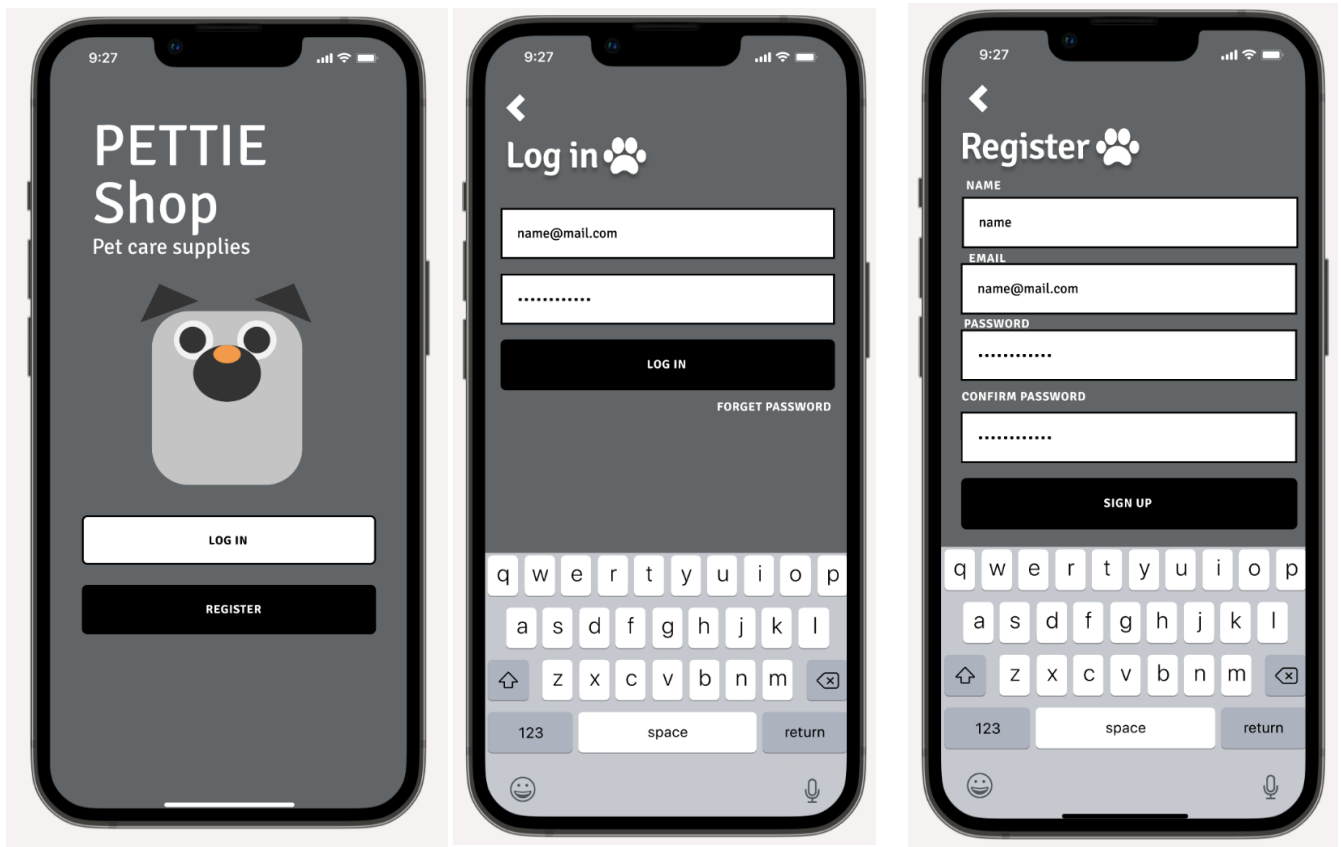 9:27
PETTIE
Shop
Pet care supplies
LOG IN
REGISTER
9:27
Log in
name@mail.com
............
LOG IN
FORGET PASSWORD
q w e r t y u i o p
a s d f g h j k l
z x c v b n m
123 space return
9:27
Register
NAME
name
EMAIL
name@mail.com
PASSWORD
............
CONFIRM PASSWORD
............
SIGN UP
q w e r t y u i o p
a s d f g h j k l
z x c v b n m
123 space return